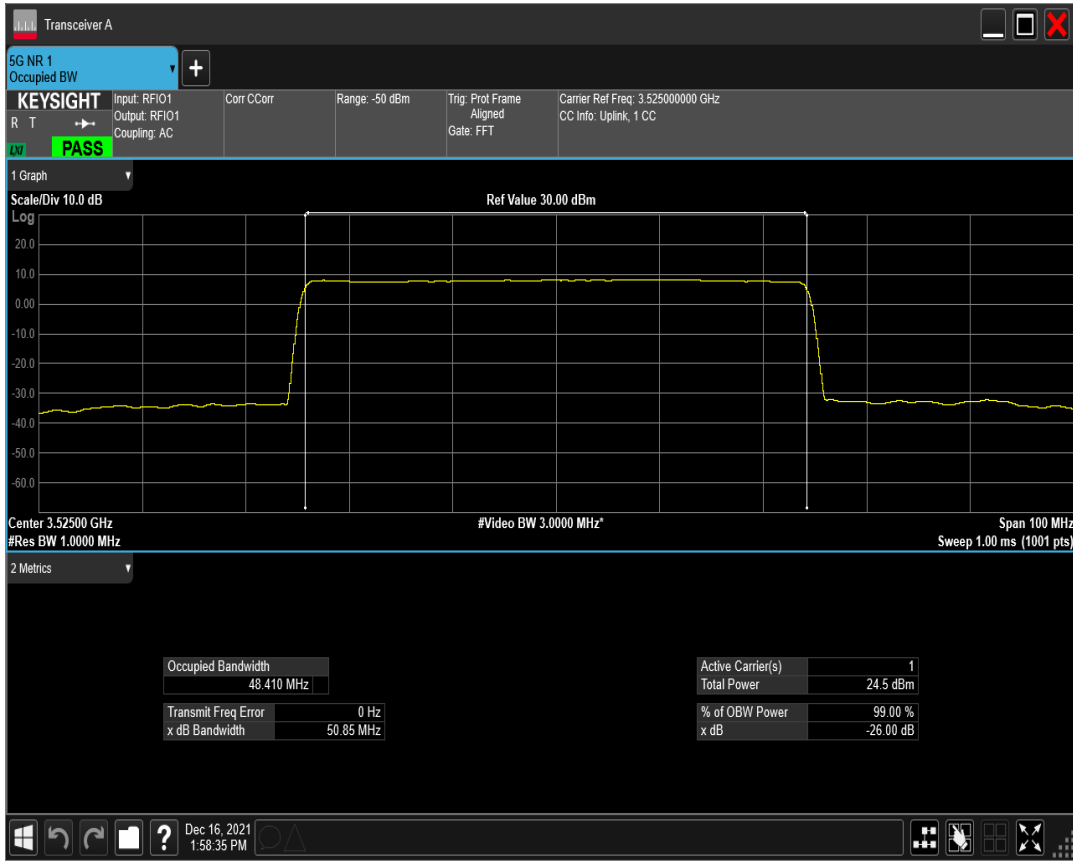 Transceiver A
5G NR 1
Occupied BW
KEYSIGHT
R T
LXI
PASS
Input: RFIO1
Output: RFIO1
Coupling: AC
Corr CCorr
Range: -50 dBm
Trig: Prot Frame
Aligned
Gate: FFT
Carrier Ref Freq: 3.525000000 GHz
CC Info: Uplink, 1 CC
1 Graph
Scale/Div 10.0 dB
Ref Value 30.00 dBm
Log
20.0
10.0
0.00
-10.0
-20.0
-30.0
-40.0
-50.0
-60.0
Center 3.52500 GHz
#Video BW 3.0000 MHz*
Span 100 MHz
#Res BW 1.0000 MHz
Sweep 1.00 ms (1001 pts)
2 Metrics
Occupied Bandwidth
48.410 MHz
Transmit Freq Error 0 Hz
x dB Bandwidth 50.85 MHz
Active Carrier(s) 1
Total Power 24.5 dBm
% of OBW Power 99.00 %
x dB -26.00 dB
?
Dec 16, 2021
1:58:35 PM